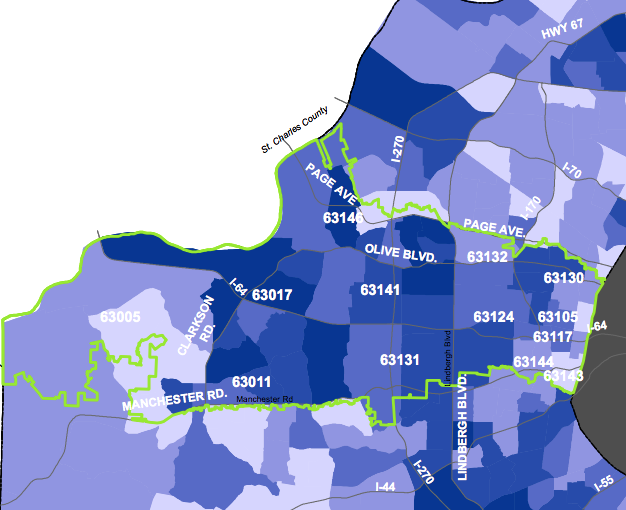 HWY 67
St. Charles County
I-270
PAGE AVE.
I-70
I-170
63146
PAGE AVE.
OLIVE BLVD.
63132
I-64
63017
63141
63130
63005
CLARKSON
RD.
63124
63105
I-64
63117
Lindbergh Blvd
63131
63144
63011
63143
MANCHESTER RD.
Manchester Rd
LINDBERGH BLVD.
I-270
I-44
I-55